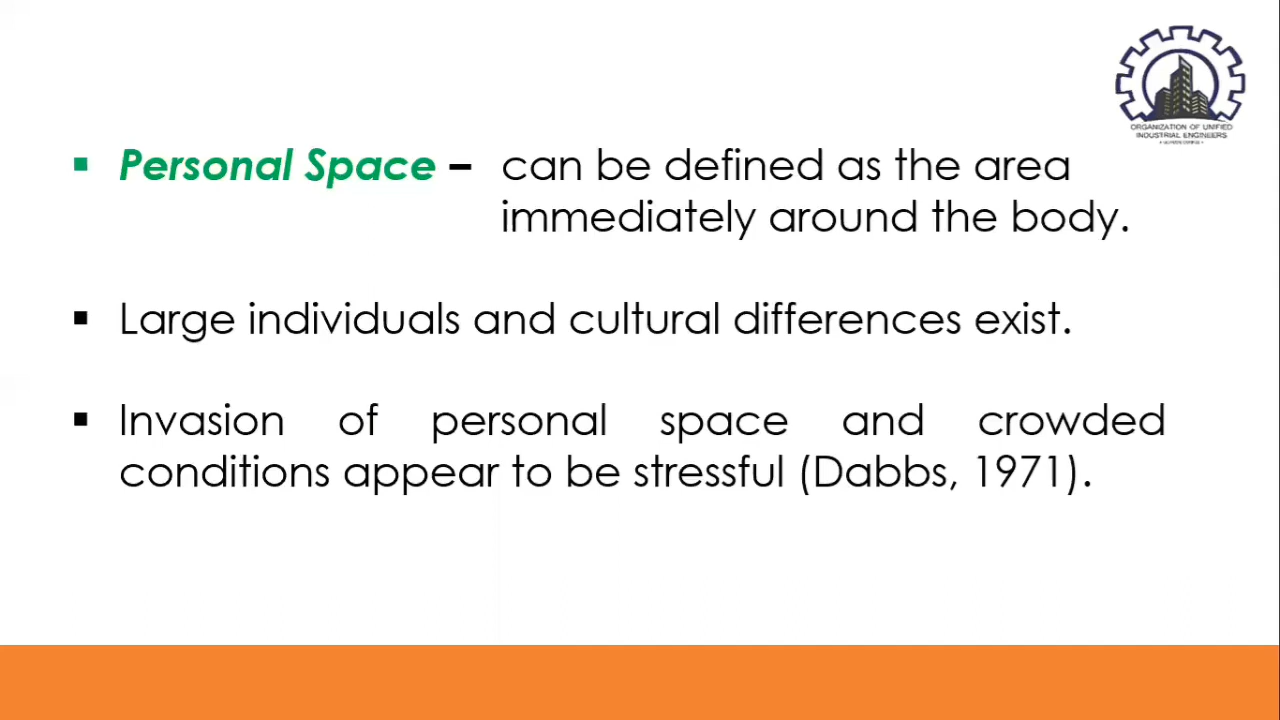 ORGANIZATION OF UNIFIED
INDUSTRIAL ENGINEERS
▪ Personal Space – can be defined as the area
immediately around the body.
▪ Large individuals and cultural differences exist.
▪ Invasion of personal space and crowded
conditions appear to be stressful (Dabbs, 1971).